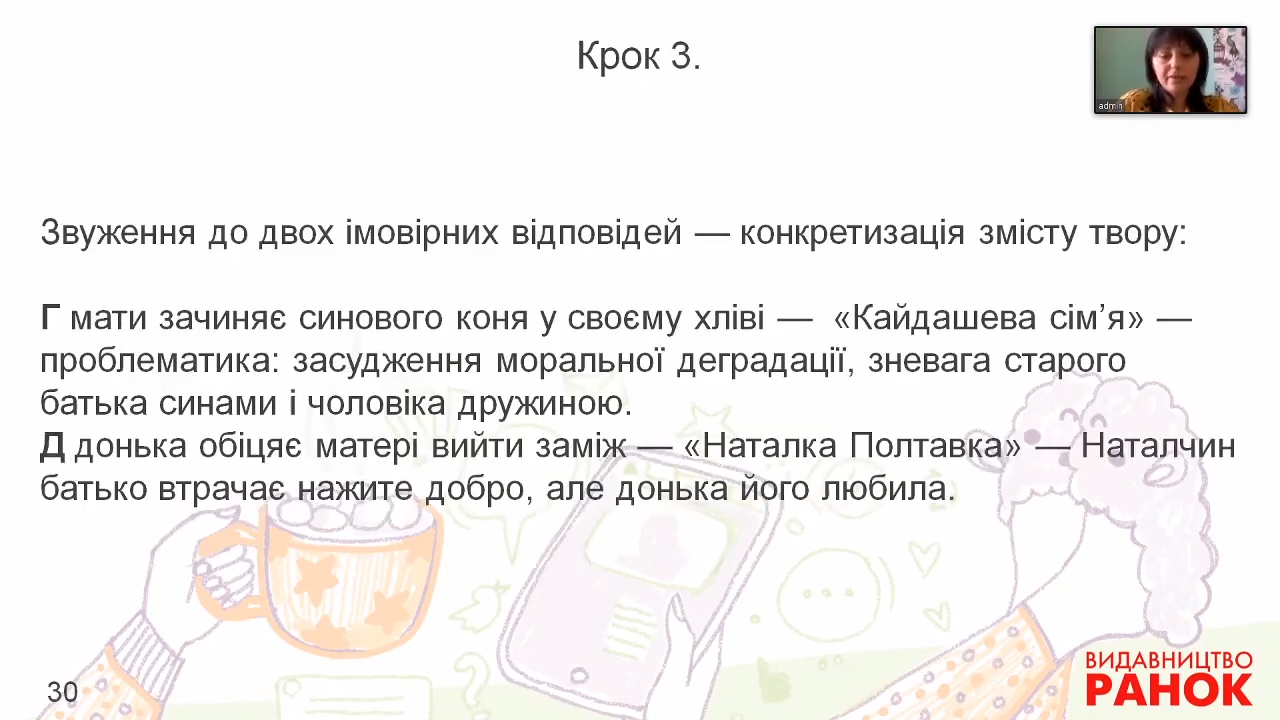 Крок 3.
admin
Звуження до двох імовірних відповідей — конкретизація змісту твору:
Г мати зачиняє синового коня у своєму хліві — «Кайдашева сім’я» —
проблематика: засудження моральної деградації, зневага старого
батька синами і чоловіка дружиною.
Д донька обіцяє матері вийти заміж — «Наталка Полтавка» — Наталчин
батько втрачає нажите добро, але донька його любила.
30
ВИДАВНИЦТВО
РАНОК